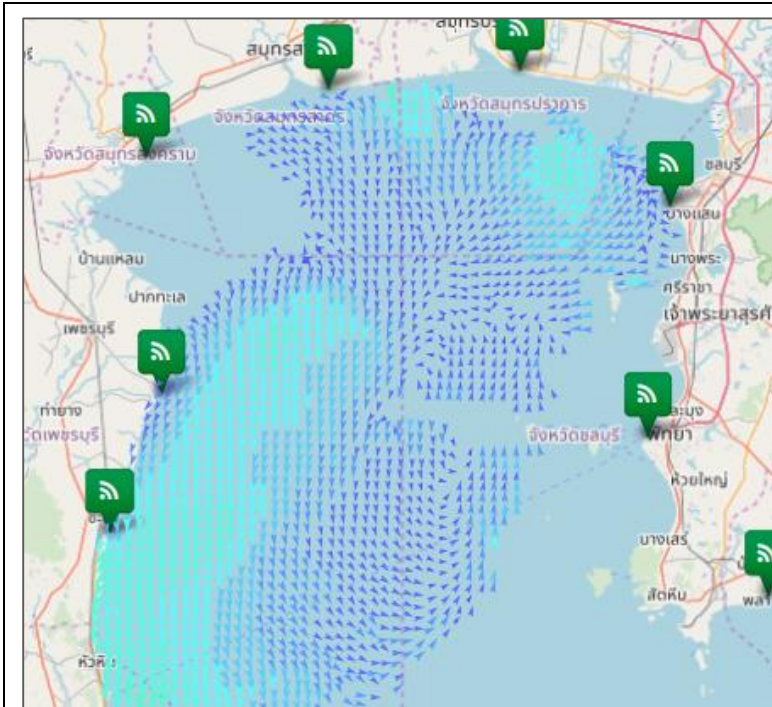 สมุทรส
จังหวัดสมุทรสาคร
จังหวัดสมุทรปราการ
จังหวัดสมุทรสงคราม
ชลบุรี
บางแสน
บ้านแหลม
บางพระ
ปากทะเล
ศรีราชา
เพชรบุรี
เจ้าพระยาสุรศั
ท่ายาง
ละมุง
วัดเพชรบุรี
จังหวัดชลบุรี
พัทยา
ห้วยใหญ่
บางเสร่
สัตหีบ
พลา
หัวหิน